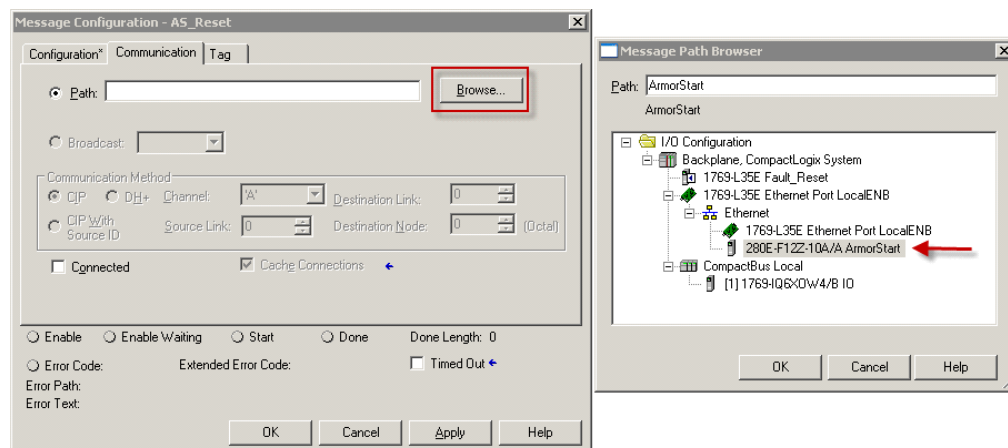 Message Configuration - AS_Reset
Configuration* Communication Tag
Path: Browse...
Broadcast:
Communication Method
CIP DH+ Channel: 'A' Destination Link: 0
CIP With Source ID Source Link: 0 Destination Node: 0 (Octal)
Connected Cache Connections
Enable Enable Waiting Start Done Done Length: 0
Error Code: Extended Error Code: Timed Out
Error Path:
Error Text:
OK Cancel Apply Help
Message Path Browser
Path: ArmorStart
ArmorStart
I/O Configuration
Backplane, CompactLogix System
1769-L35E Fault_Reset
1769-L35E Ethernet Port LocalENB
Ethernet
1769-L35E Ethernet Port LocalENB
280E-F12Z-10A/A ArmorStart
CompactBus Local
[1] 1769-IQ6XOW4/B IO
OK Cancel Help